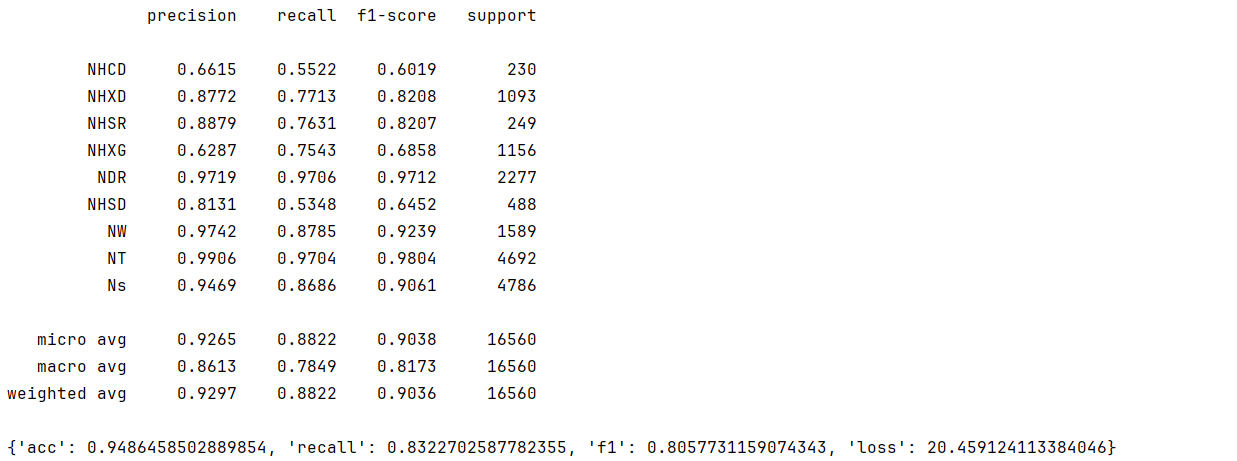 precision recall f1-score support
NHCD 0.6615 0.5522 0.6019 230
NHXD 0.8772 0.7713 0.8208 1093
NHSR 0.8879 0.7631 0.8207 249
NHXG 0.6287 0.7543 0.6858 1156
NDR 0.9719 0.9706 0.9712 2277
NHSD 0.8131 0.5348 0.6452 488
NW 0.9742 0.8785 0.9239 1589
NT 0.9906 0.9704 0.9804 4692
Ns 0.9469 0.8686 0.9061 4786
micro avg 0.9265 0.8822 0.9038 16560
macro avg 0.8613 0.7849 0.8173 16560
weighted avg 0.9297 0.8822 0.9036 16560
{'acc': 0.9486458502889854, 'recall': 0.8322702587782355, 'f1': 0.8057731159074343, 'loss': 20.459124113384046}